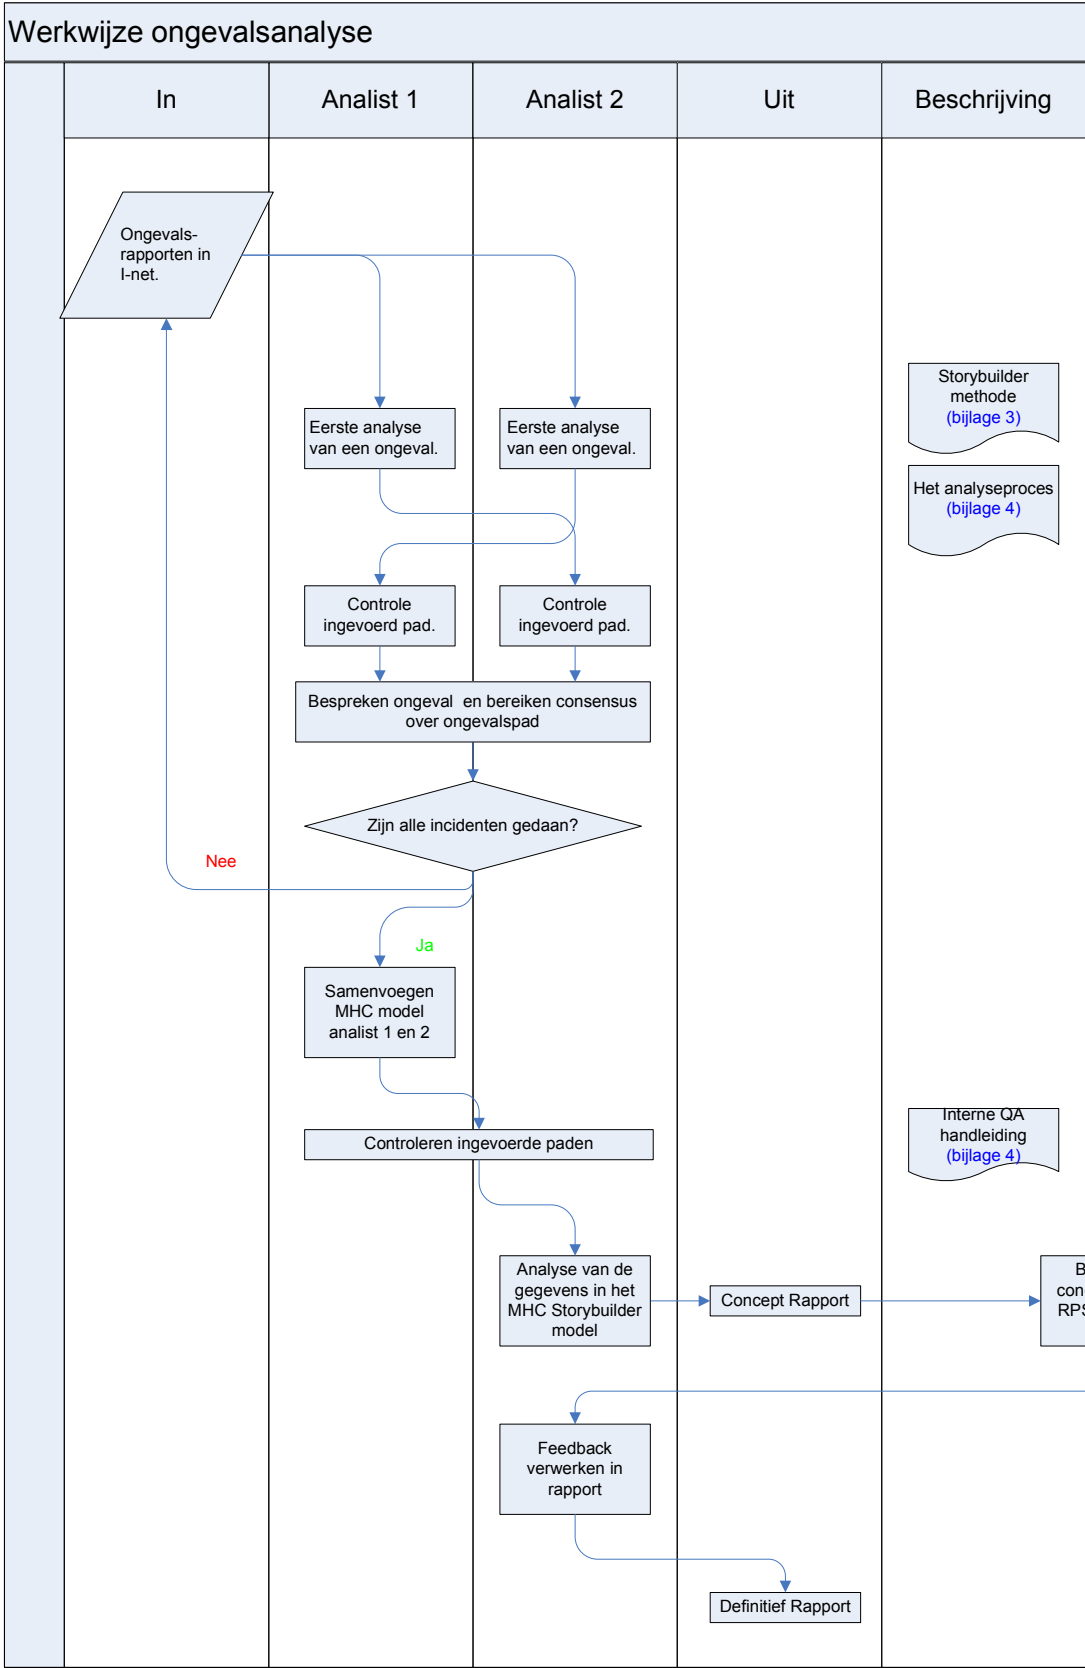 Werkwijze ongevalsanalyse
In
Analist 1
Analist 2
Uit
Beschrijving
Ongevals-
rapporten in
I-net.
Storybuilder
methode
(bijlage 3)
Eerste analyse
van een ongeval.
Eerste analyse
van een ongeval.
Het analyseproces
(bijlage 4)
Controle
ingevoerd pad.
Controle
ingevoerd pad.
Bespreken ongeval en bereiken consensus
over ongevalspad
Zijn alle incidenten gedaan?
Nee
Ja
Samenvoegen
MHC model
analist 1 en 2
Interne QA
handleiding
(bijlage 4)
Controleren ingevoerde paden
Analyse van de
gegevens in het
MHC Storybuilder
model
Concept Rapport
Feedback
verwerken in
rapport
Definitief Rapport